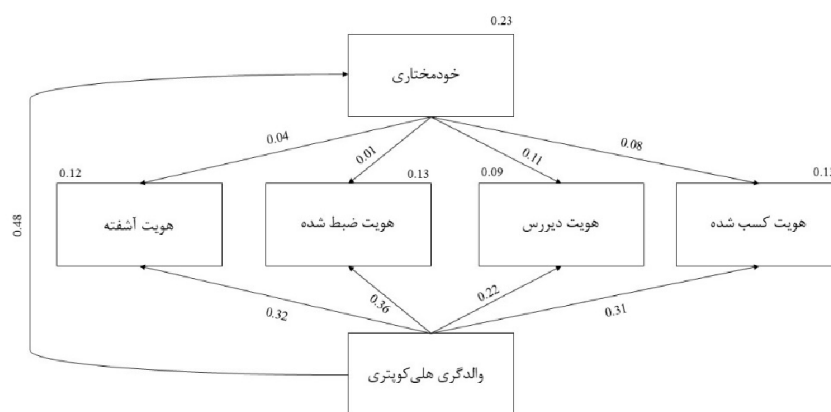 0.23
خودمختاری
0.04
0.01
0.11
0.08
0.12
0.13
0.09
هویت آشفته
هویت ضبط شده
هویت دیررس
هویت کسب شده
0.48
0.32
0.36
0.22
0.31
والدگری هلی‌کوپتری